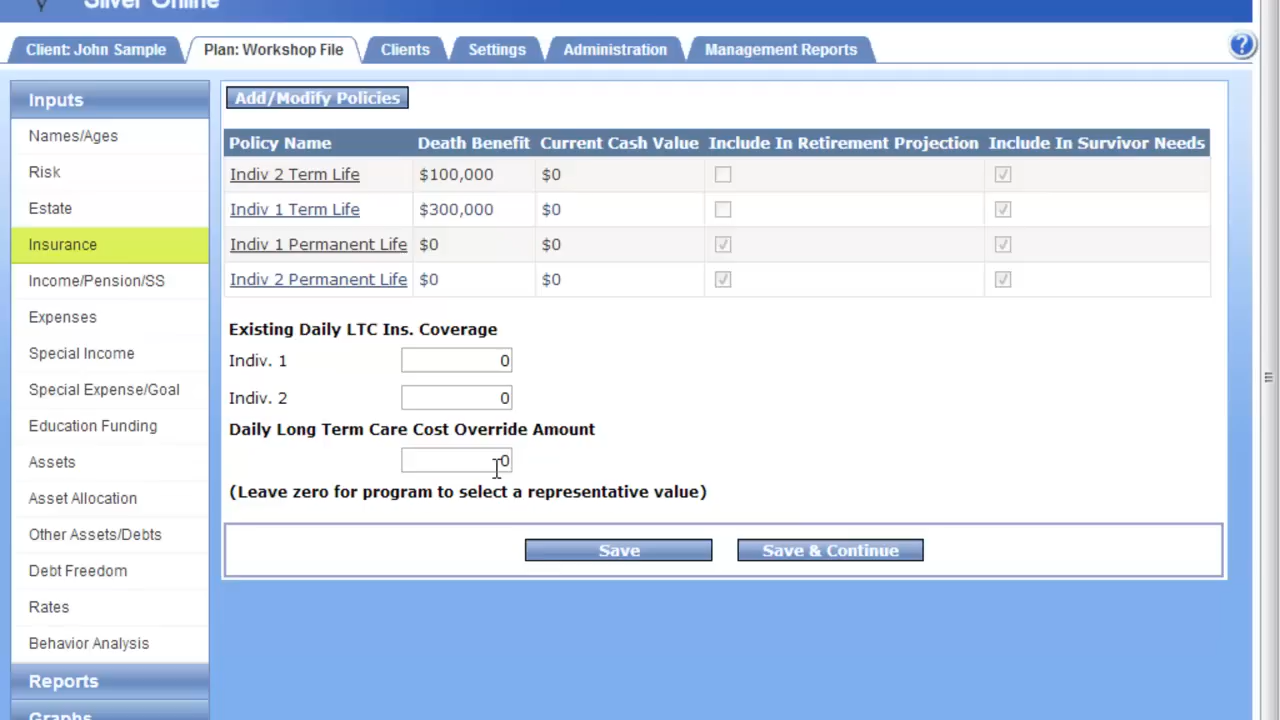 Silver Online
Client: John Sample
Plan: Workshop File
Clients
Settings
Administration
Management Reports
?
Inputs
Names/Ages
Risk
Estate
Insurance
Income/Pension/SS
Expenses
Special Income
Special Expense/Goal
Education Funding
Assets
Asset Allocation
Other Assets/Debts
Debt Freedom
Rates
Behavior Analysis
Reports
Graphs
Add/Modify Policies
Policy Name Death Benefit Current Cash Value Include In Retirement Projection Include In Survivor Needs
Indiv 2 Term Life $100,000 $0
Indiv 1 Term Life $300,000 $0
Indiv 1 Permanent Life $0 $0
Indiv 2 Permanent Life $0 $0
Existing Daily LTC Ins. Coverage
Indiv. 1 0
Indiv. 2 0
Daily Long Term Care Cost Override Amount
0
(Leave zero for program to select a representative value)
Save Save & Continue